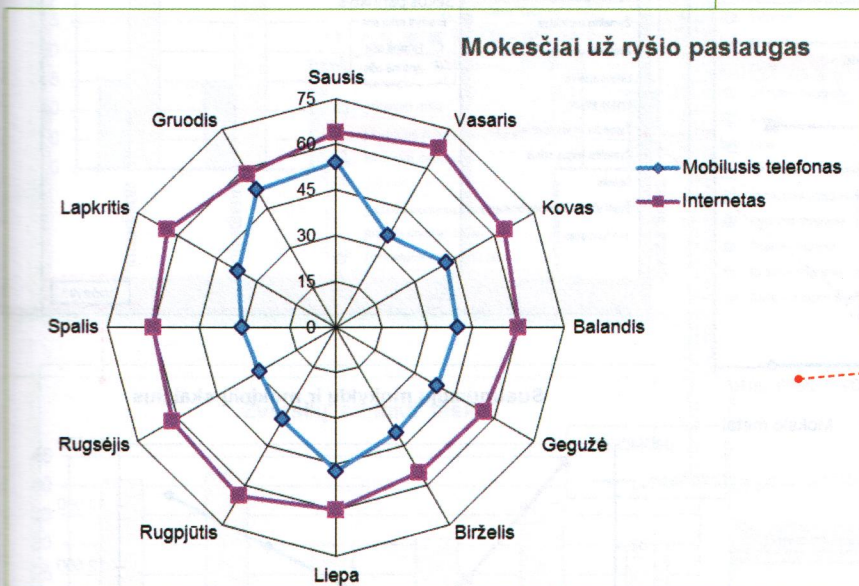 Mokesčiai už ryšio paslaugas
Sausis
75
Gruodis
Vasaris
60
Mobilusis telefonas
45
Lapkritis
Kovas
Internetas
30
15
Spalis
0
Balandis
Rugsėjis
Gegužė
Rugpjūtis
Birželis
Liepa